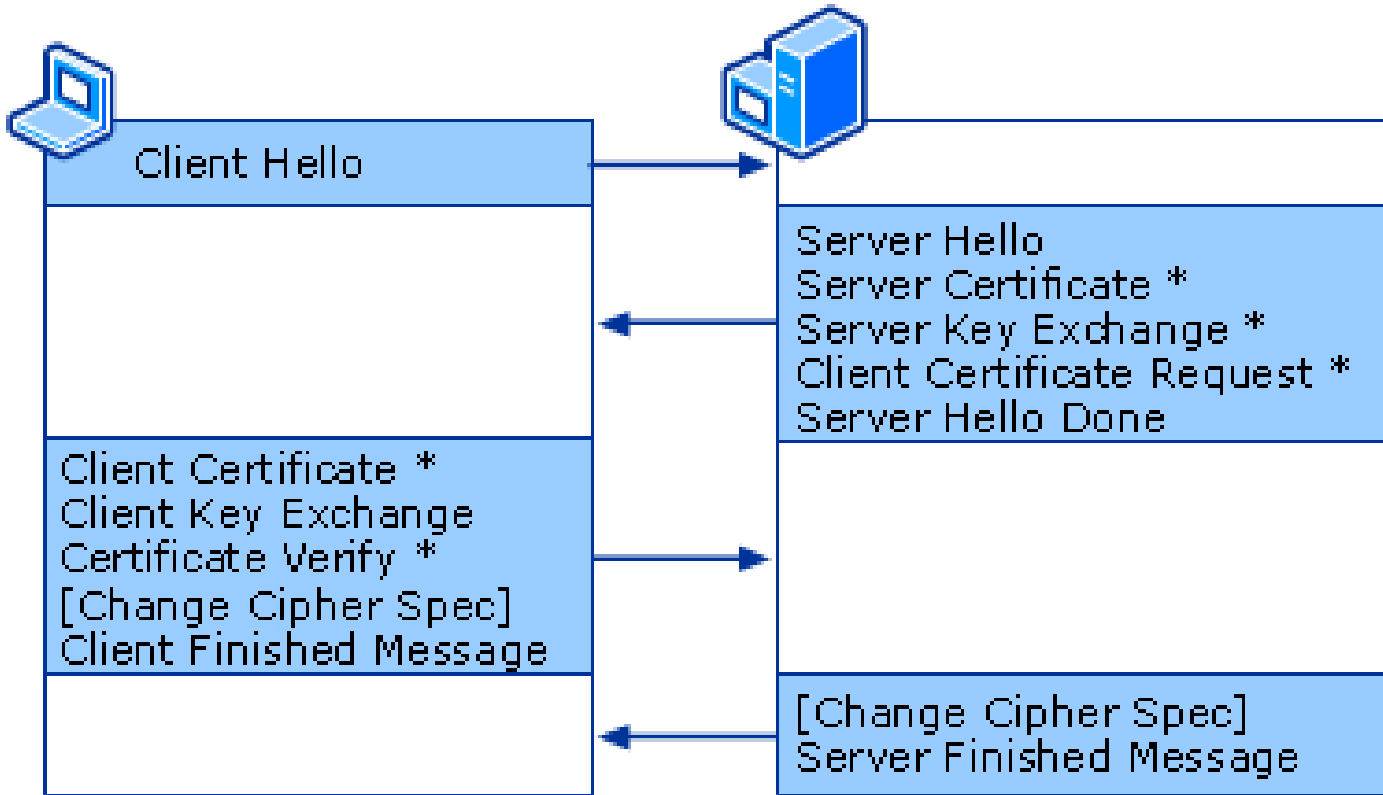 Client Hello
Server Hello
Server Certificate *
Server Key Exchange *
Client Certificate Request *
Server Hello Done
Client Certificate *
Client Key Exchange
Certificate Verify *
[Change Cipher Spec]
Client Finished Message
[Change Cipher Spec]
Server Finished Message